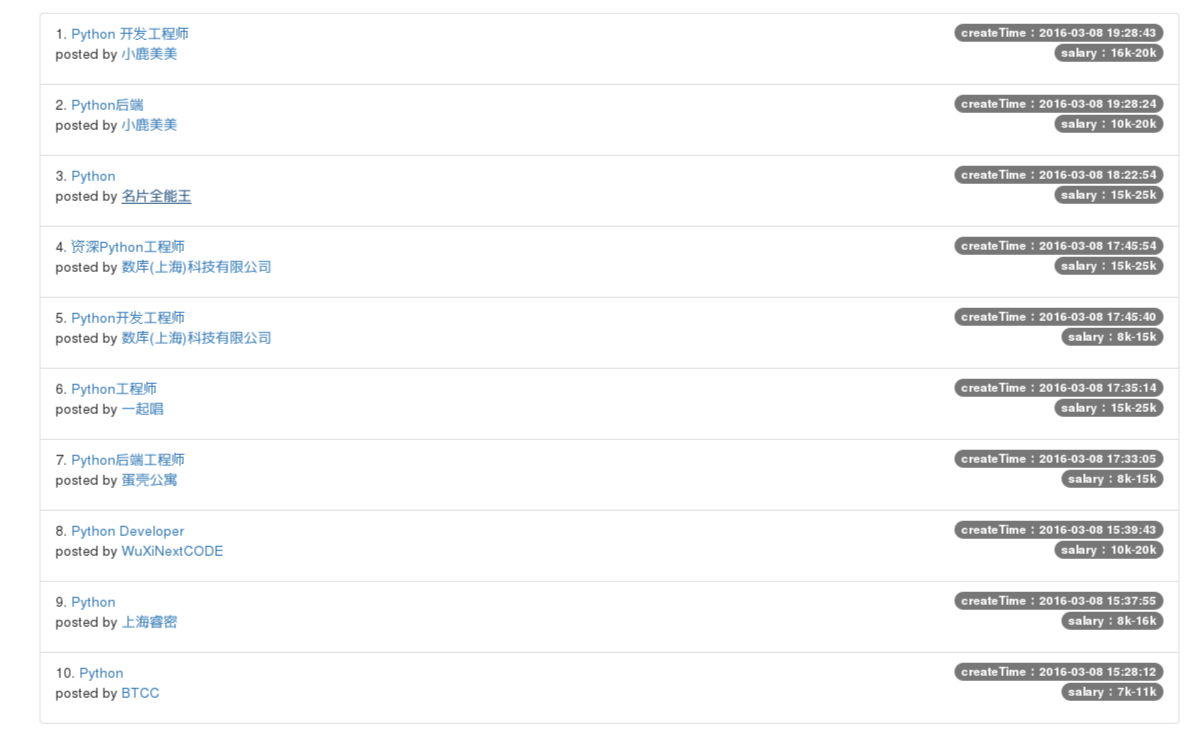 1. Python 开发工程师 createTime：2016-03-08 19:28:43
posted by 小鹿美美 salary：16k-20k
2. Python后端 createTime：2016-03-08 19:28:24
posted by 小鹿美美 salary：10k-20k
3. Python createTime：2016-03-08 18:22:54
posted by 名片全能王 salary：15k-25k
4. 资深Python工程师 createTime：2016-03-08 17:45:54
posted by 数库(上海)科技有限公司 salary：15k-25k
5. Python开发工程师 createTime：2016-03-08 17:45:40
posted by 数库(上海)科技有限公司 salary：8k-15k
6. Python工程师 createTime：2016-03-08 17:35:14
posted by 一起唱 salary：15k-25k
7. Python后端工程师 createTime：2016-03-08 17:33:05
posted by 蛋壳公寓 salary：8k-15k
8. Python Developer createTime：2016-03-08 15:39:43
posted by WuXiNextCODE salary：10k-20k
9. Python createTime：2016-03-08 15:37:55
posted by 上海睿密 salary：8k-16k
10. Python createTime：2016-03-08 15:28:12
posted by BTCC salary：7k-11k